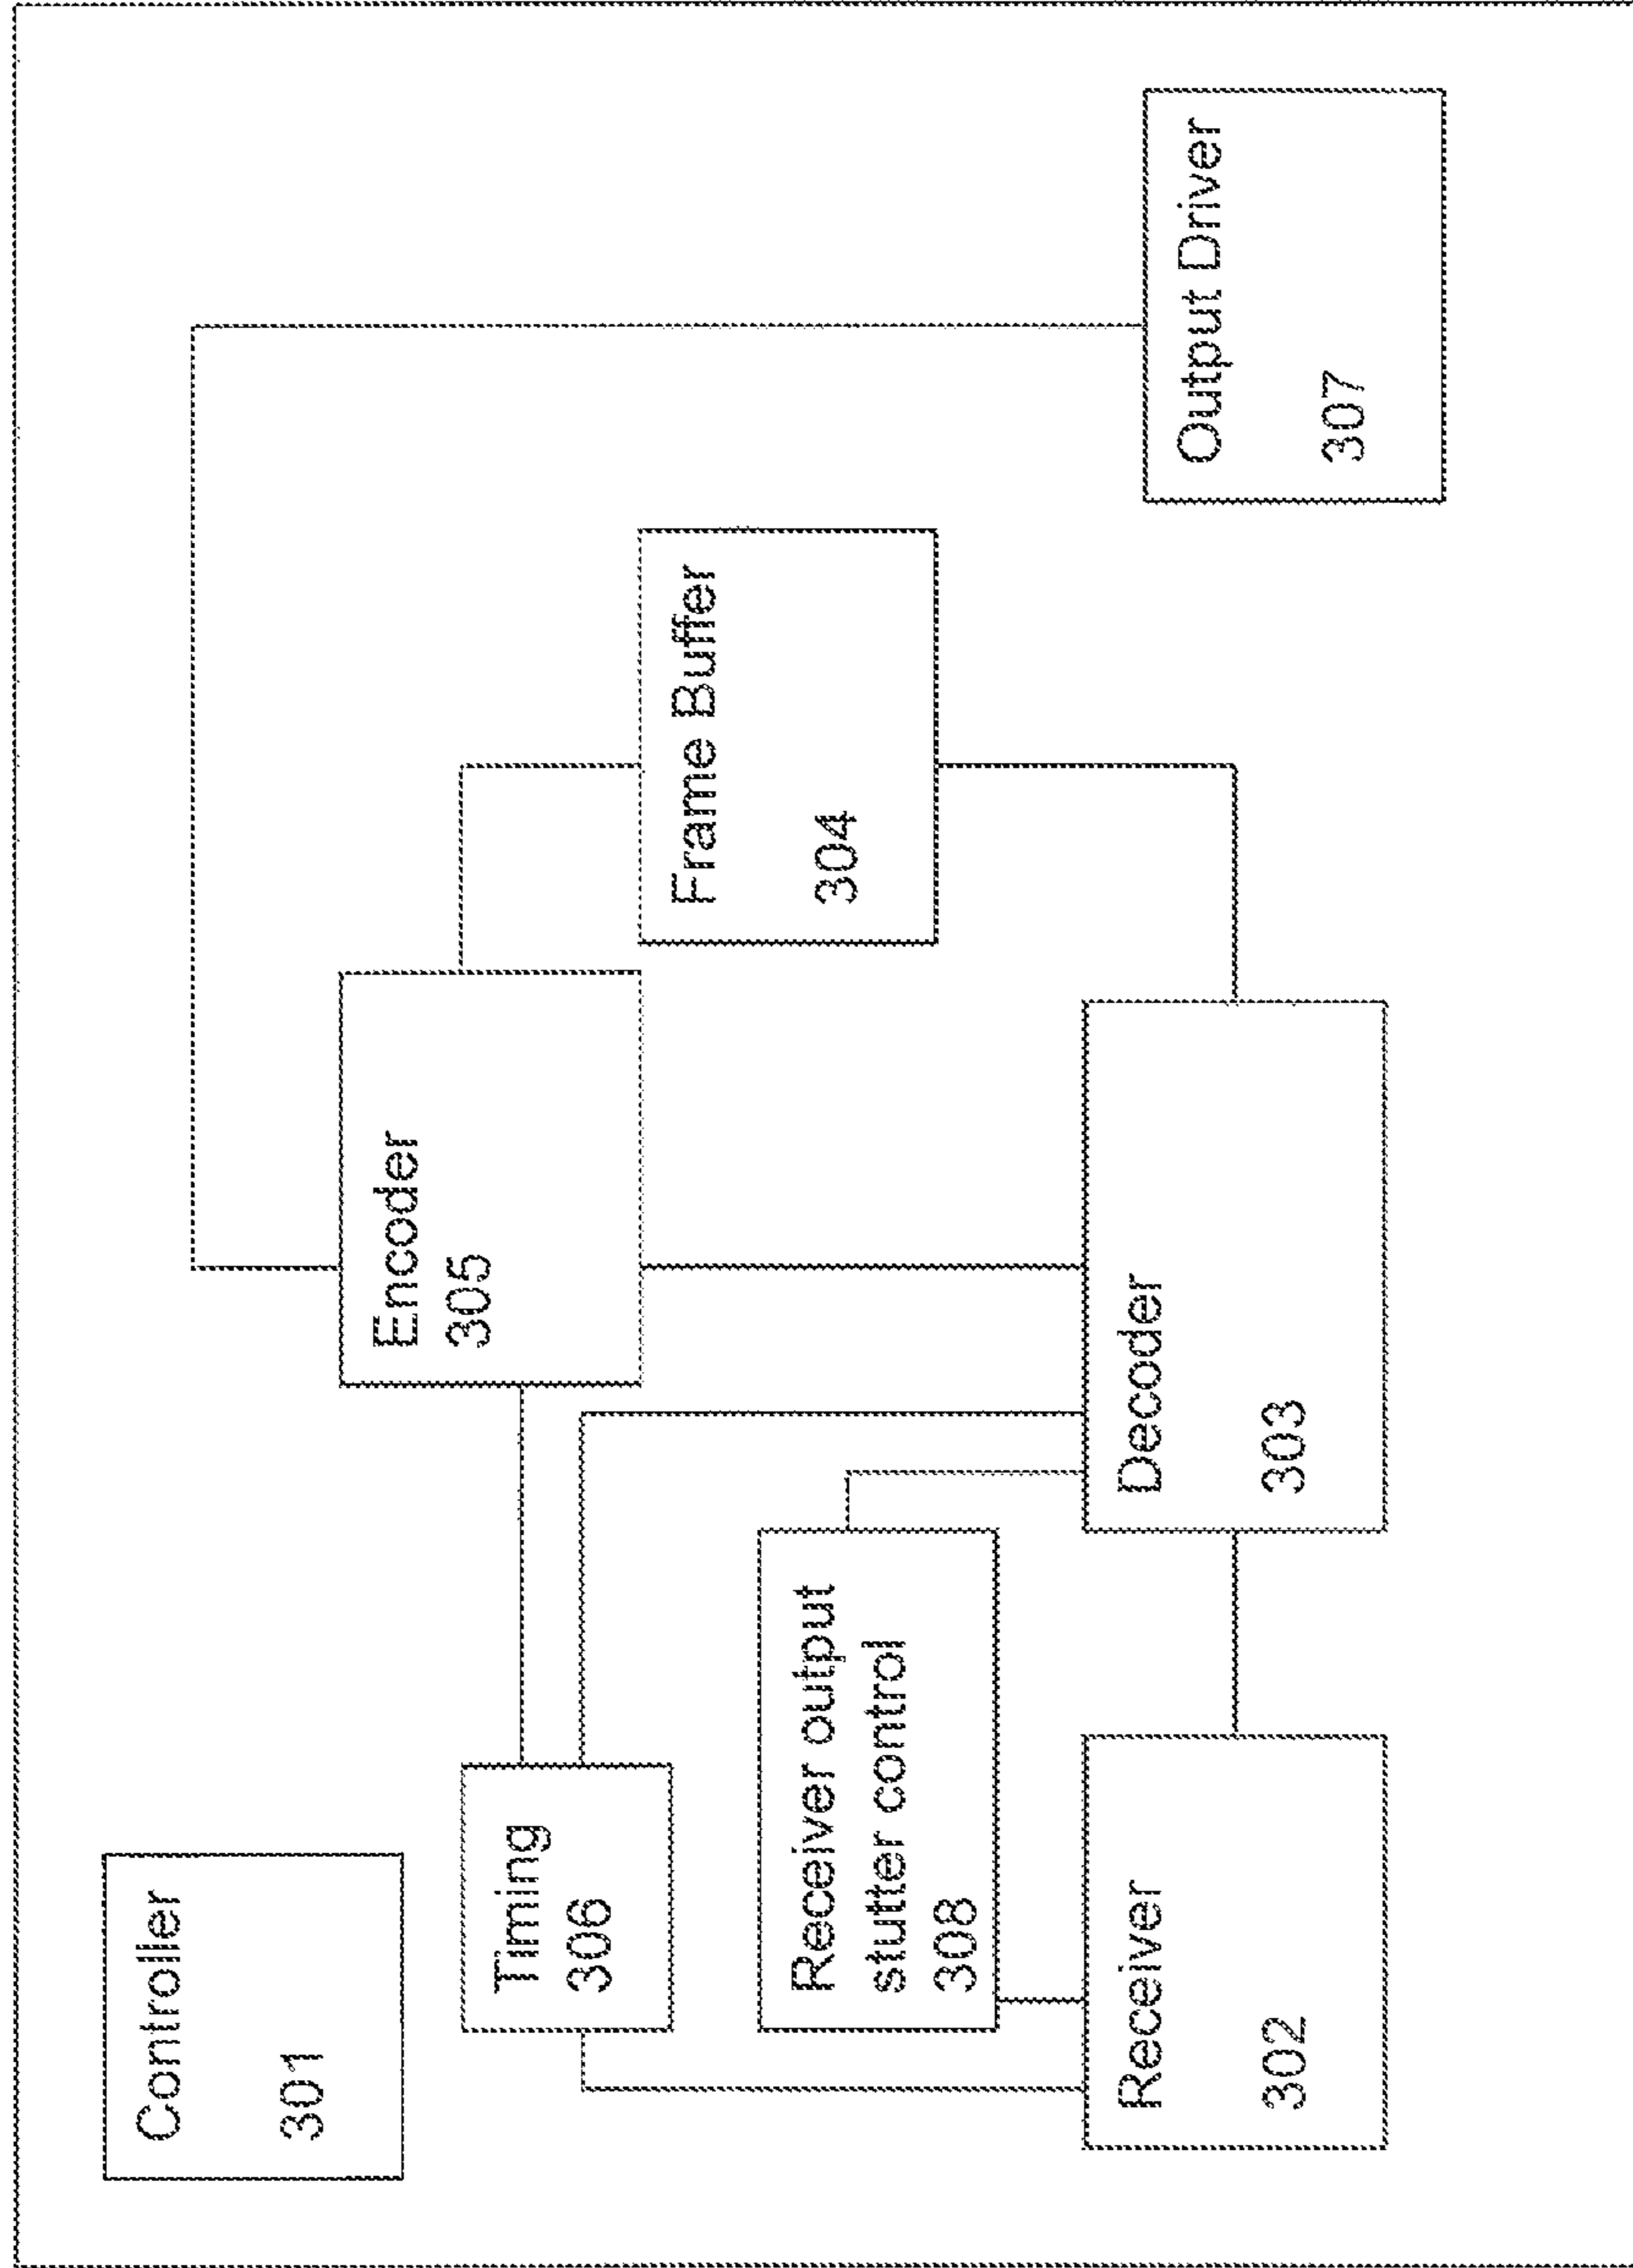 Controller
301
Timing
306
Encoder
305
Receiver output
stutter control
308
Frame Buffer
304
Receiver
302
Decoder
303
Output Driver
307